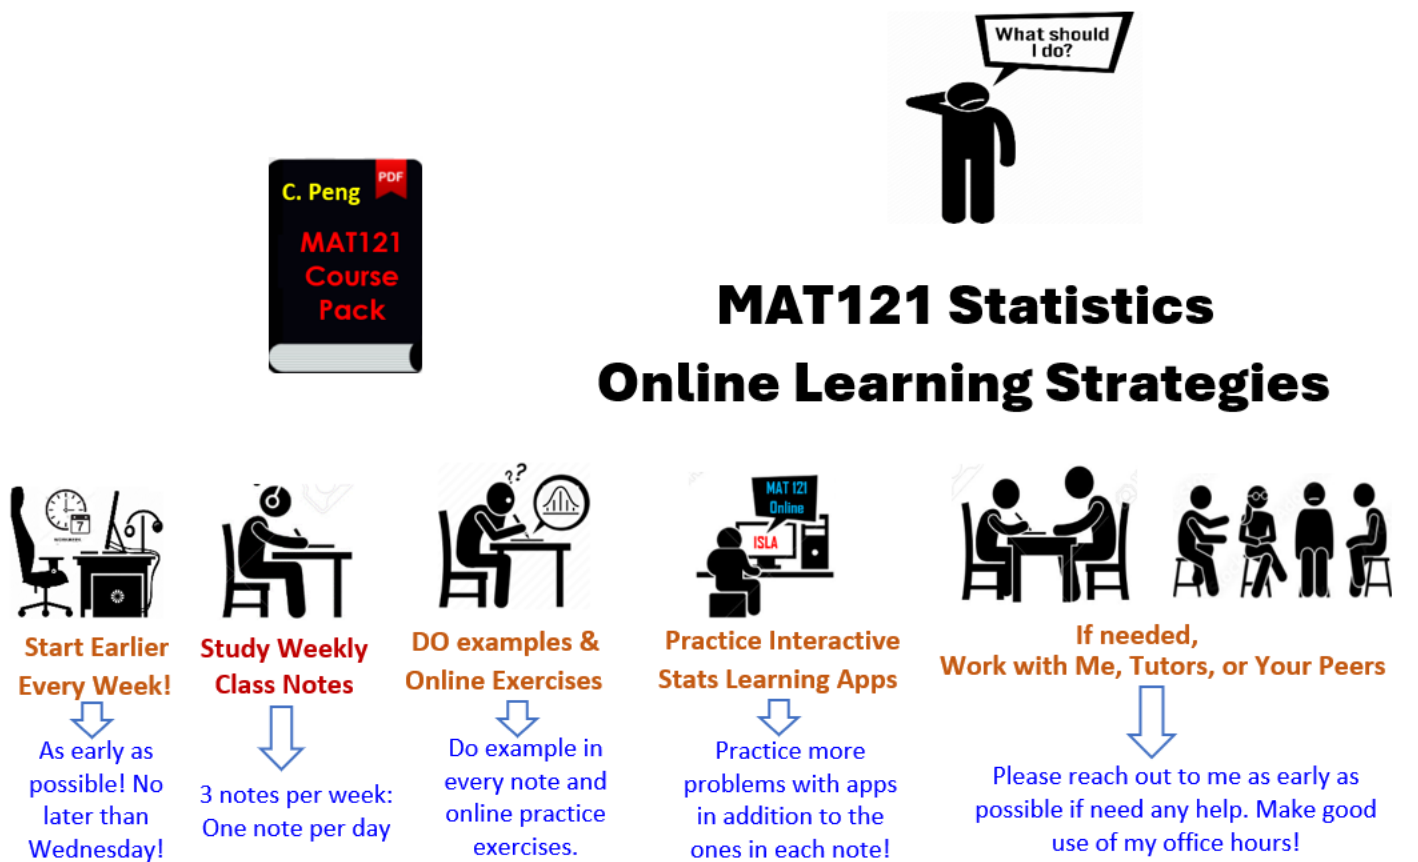 What should
I do?
PDF
C. Peng
MAT121
Course
Pack
MAT121 Statistics
Online Learning Strategies
7
??
MAT 121
Online
ISLA
Start Earlier
Every Week!
Study Weekly
Class Notes
DO examples &
Online Exercises
Practice Interactive
Stats Learning Apps
If needed,
Work with Me, Tutors, or Your Peers
As early as
possible! No
later than
Wednesday!
3 notes per week:
One note per day
Do example in
every note and
online practice
exercises.
Practice more
problems with apps
in addition to the
ones in each note!
Please reach out to me as early as
possible if need any help. Make good
use of my office hours!